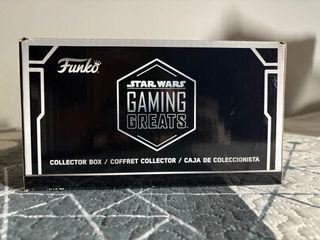 Funko
STAR WARS
GAMING
GREATS
COLLECTOR BOX / COFFRET COLLECTOR / CAJA DE COLECCIONISTA